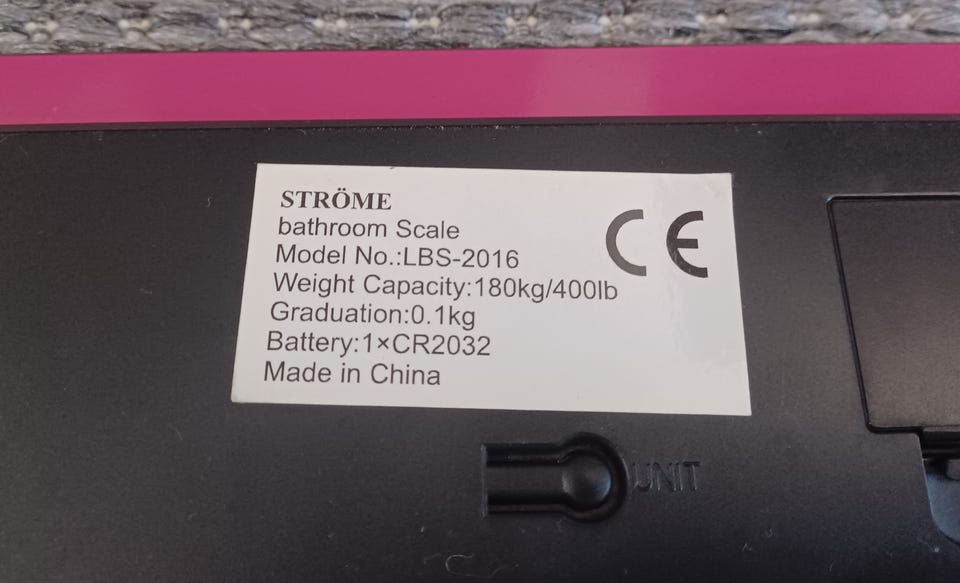 STRÖME
bathroom Scale
Model No.:LBS-2016
Weight Capacity:180kg/400lb
Graduation:0.1kg
Battery:1×CR2032
Made in China
CE
UNIT